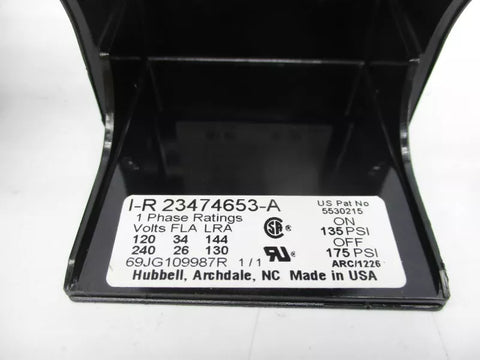 I-R 23474653-A
US Pat No
5530215
1 Phase Ratings
Volts FLA LRA
120 34 144
240 26 130
ON
135 PSI
OFF
175 PSI
69JG109987R 1/1
ARC/1226
Hubbell, Archdale, NC Made in USA